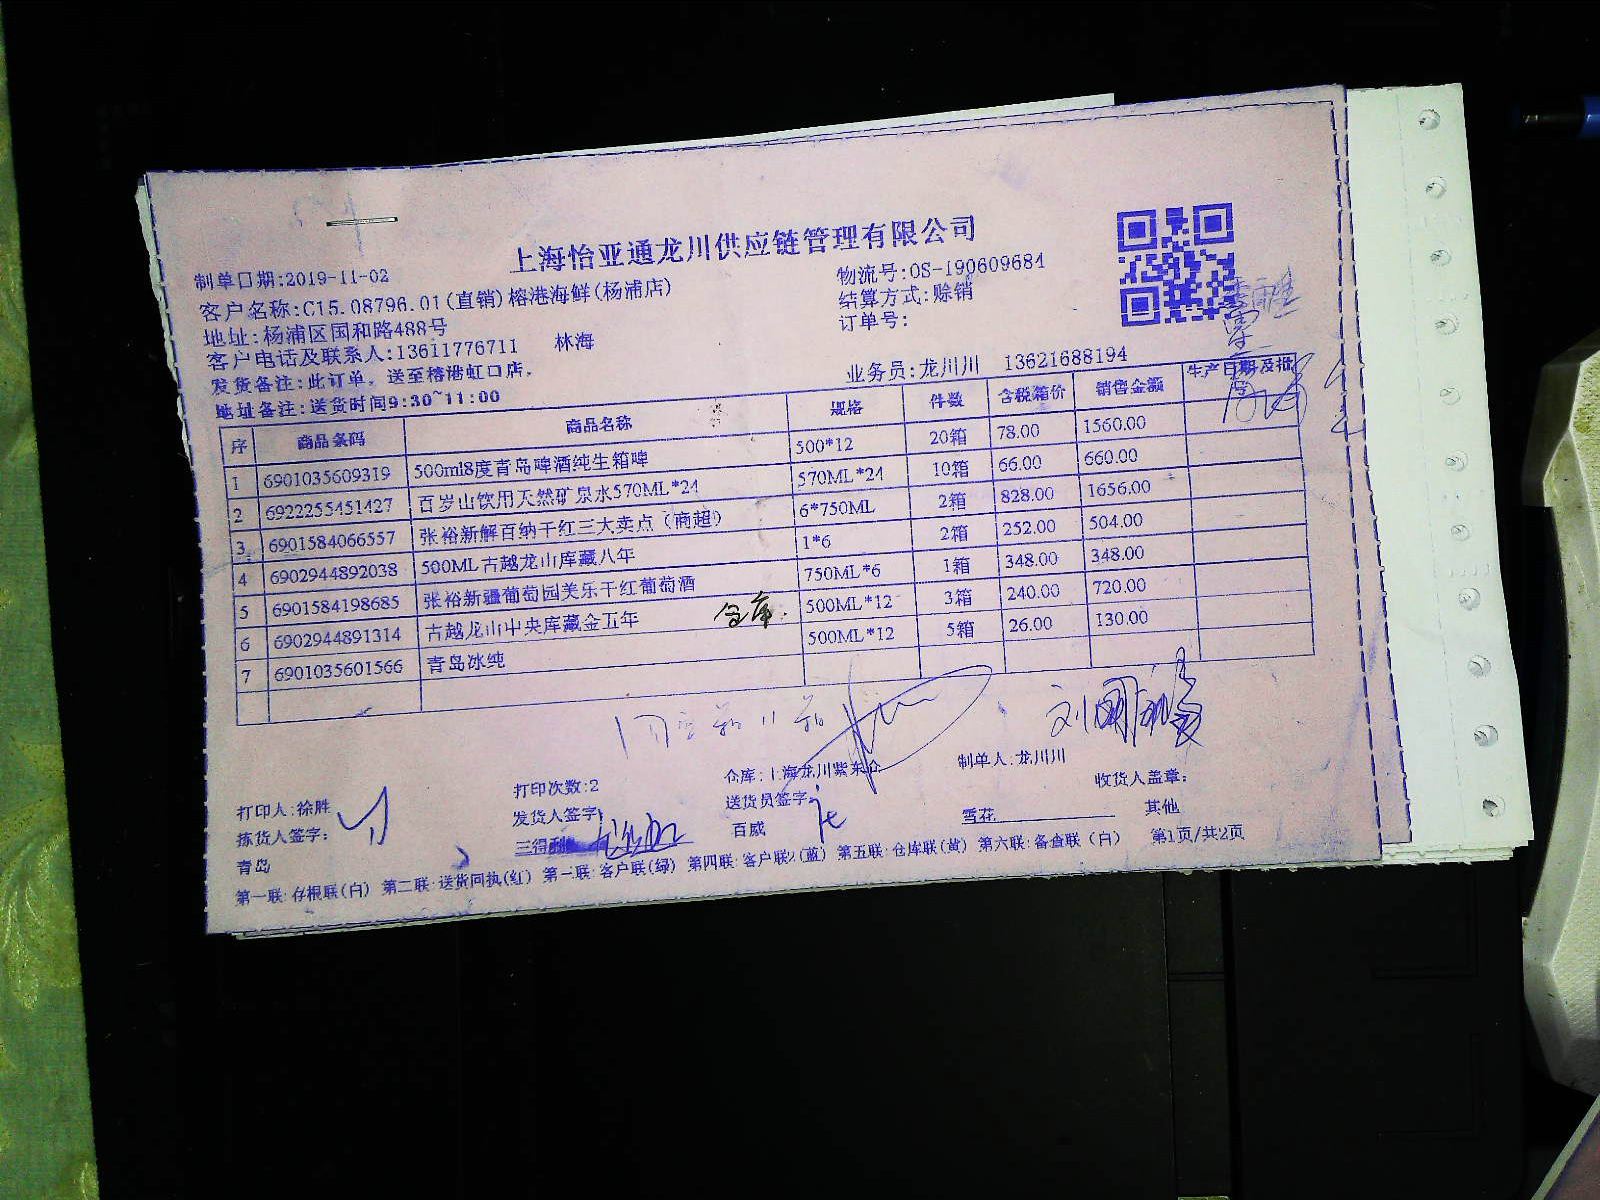 上海怡亚通龙川供应链管理有限公司
制单日期:2019-11-02
物流号:OS-190609684
客户名称:C15.08796.01(直销)榕港海鲜(杨浦店)
结算方式:赊销
地址:杨浦区国和路488号
订单号:
客户电话及联系人:13611776711 林海
发货备注:此订单，送至榕港虹口店，
业务员:龙川川 13621688194
地址备注:送货时间9:30~11:00
序 商品条码 商品名称 规格 件数 含税箱价 销售金额 生产日期及批号
1 6901035609319 500ml8度青岛啤酒纯生箱啤 500*12 20箱 78.00 1560.00
2 6922255451427 百岁山饮用天然矿泉水570ML*24 570ML*24 10箱 66.00 660.00
3 6901584066557 张裕新解百纳干红三大卖点（商超） 6*750ML 2箱 828.00 1656.00
4 6902944892038 500ML古越龙山库藏八年 1*6 2箱 252.00 504.00
5 6901584198685 张裕新疆葡萄园美乐干红葡萄酒 750ML*6 1箱 348.00 348.00
6 6902944891314 古越龙山中央库藏金五年 仓库 500ML*12 3箱 240.00 720.00
7 6901035601566 青岛冰纯 500ML*12 5箱 26.00 130.00
打印人:徐胜 打印次数:2 仓库:上海龙川紫东仓 制单人:龙川川 收货人盖章:
拣货人签字: 发货人签字: 送货员签字:
青岛 三得利 百威 雪花 其他
第一联:存根联(白) 第二联:送货回执(红) 第三联:客户联(绿) 第四联:客户联2(蓝) 第五联:仓库联(黄) 第六联:备查联（白） 第1页/共2页